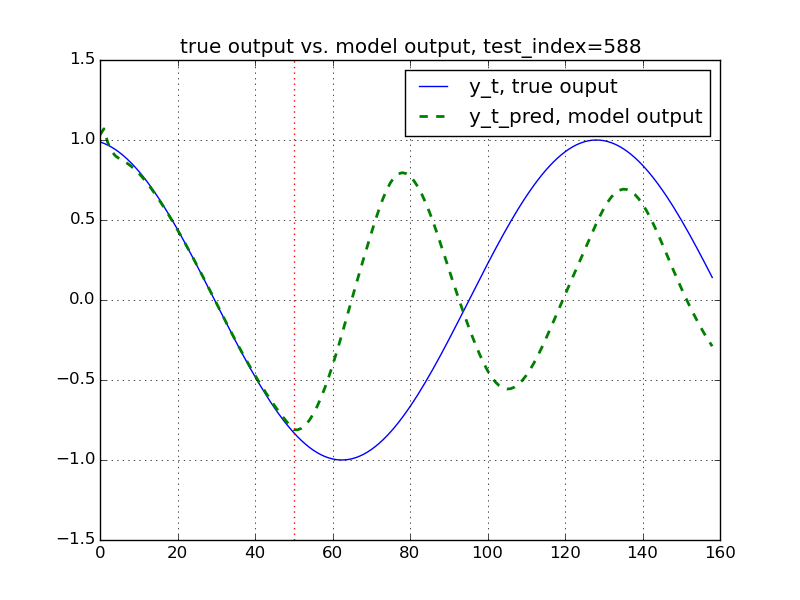 true output vs. model output, test_index=588
y_t, true ouput
y_t_pred, model output
1.5
1.0
0.5
0.0
−0.5
−1.0
−1.5
0 20 40 60 80 100 120 140 160